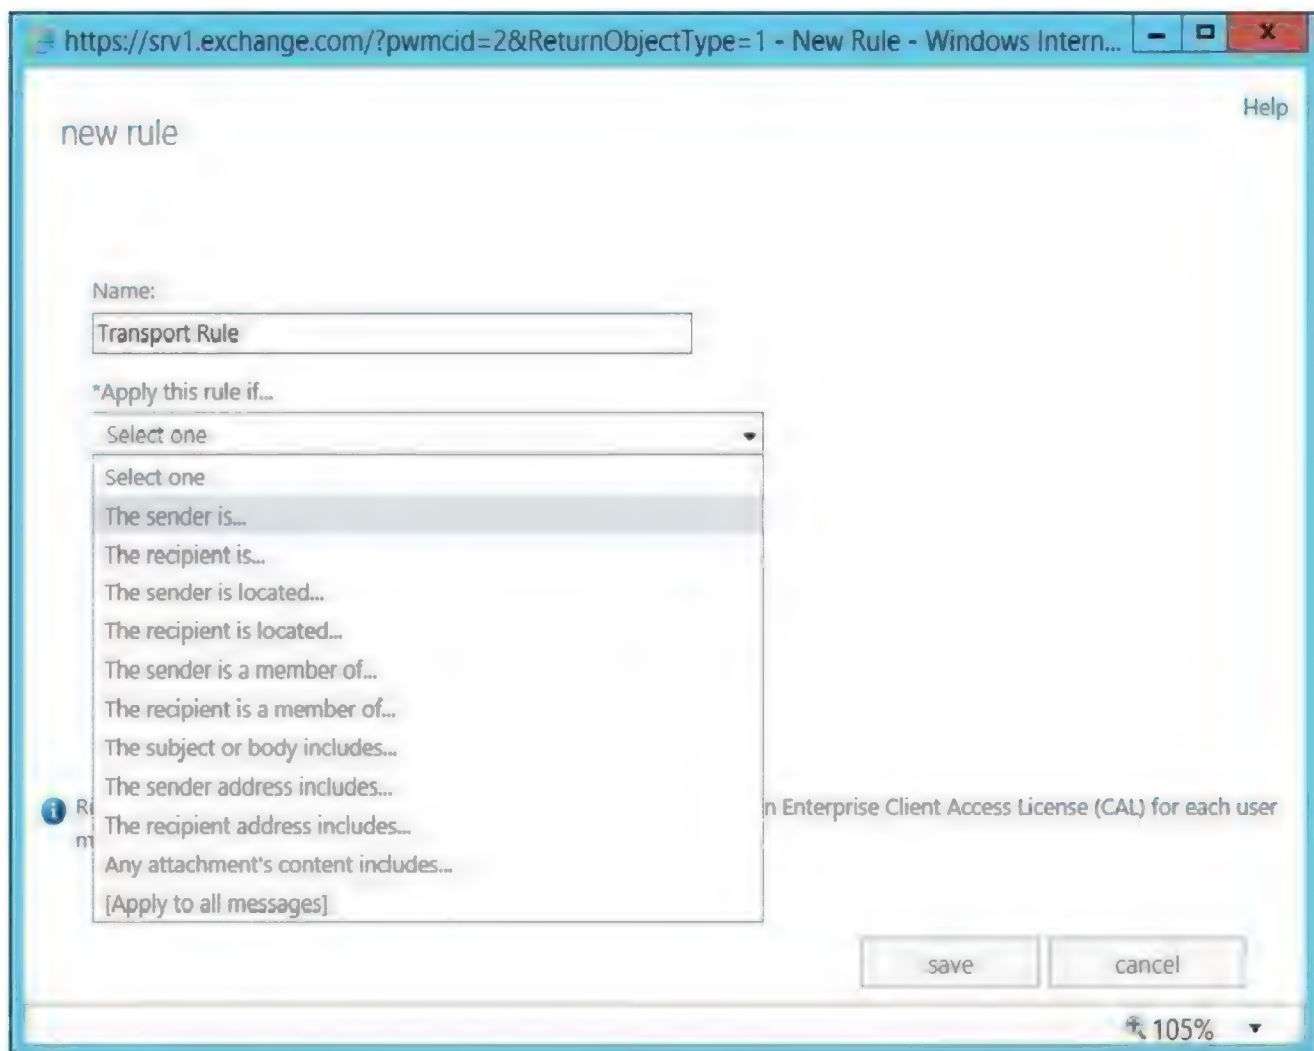 https://srv1.exchange.com/?pwmcid=2&ReturnObjectType=1 - New Rule - Windows Intern...
Help
new rule
Name:
Transport Rule
*Apply this rule if...
Select one
Select one
The sender is...
The recipient is...
The sender is located...
The recipient is located...
The sender is a member of...
The recipient is a member of...
The subject or body includes...
The sender address includes...
n Enterprise Client Access License (CAL) for each user
The recipient address includes...
Any attachment's content includes...
[Apply to all messages]
save cancel
105%